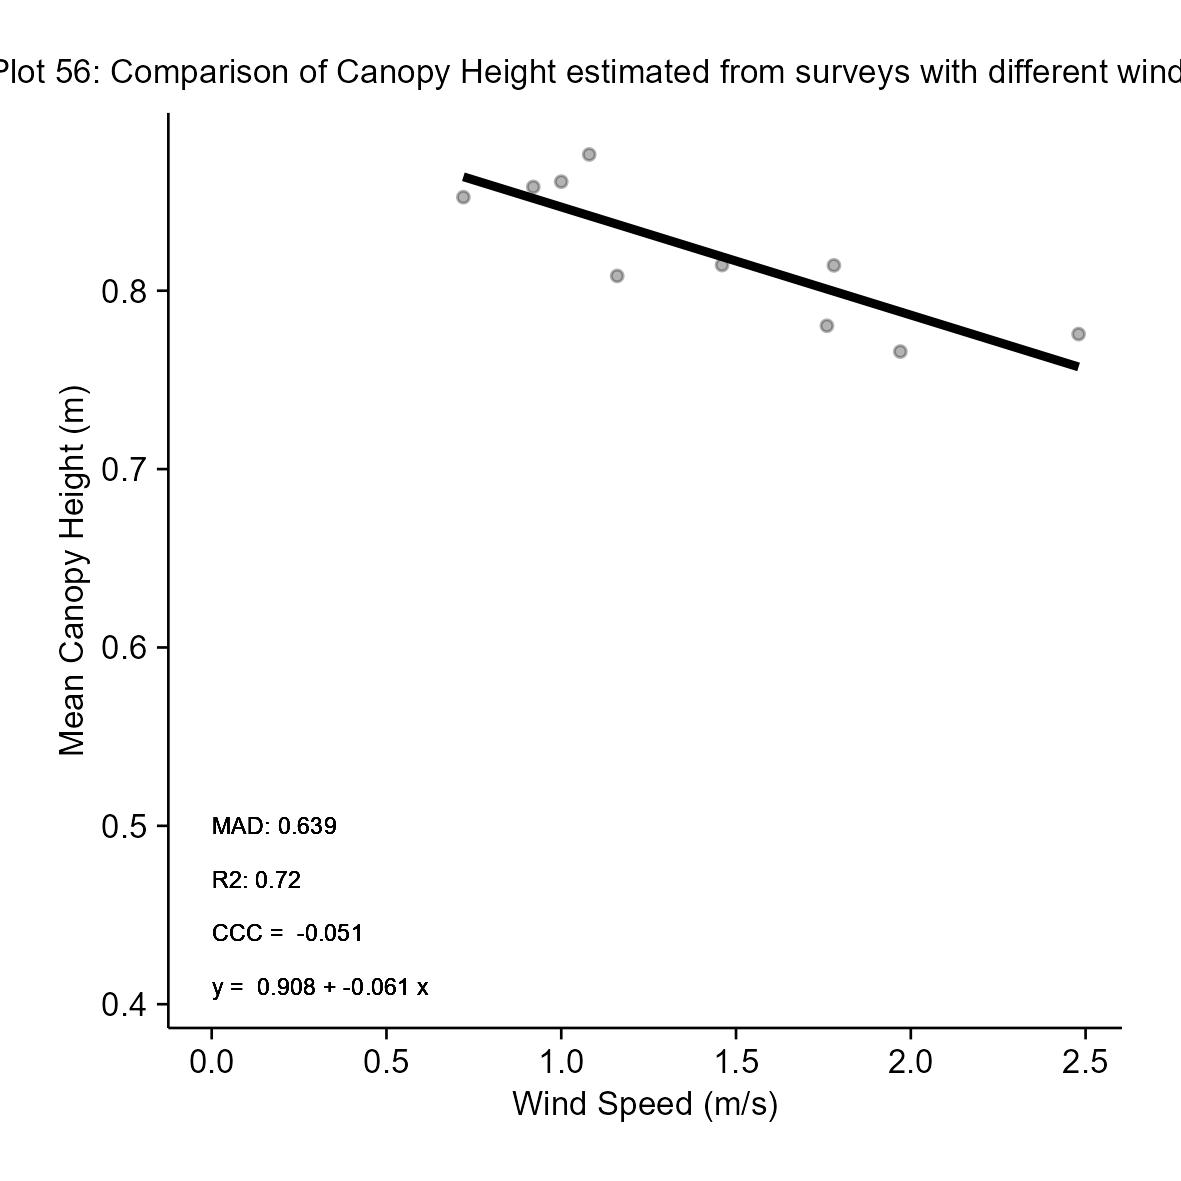 Plot 56: Comparison of Canopy Height estimated from surveys with different wind
0.8
0.7
0.6
0.5
0.4
Mean Canopy Height (m)
MAD: 0.639
R2: 0.72
CCC =  -0.051
y =  0.908 + -0.061 x
0.0 0.5 1.0 1.5 2.0 2.5
Wind Speed (m/s)